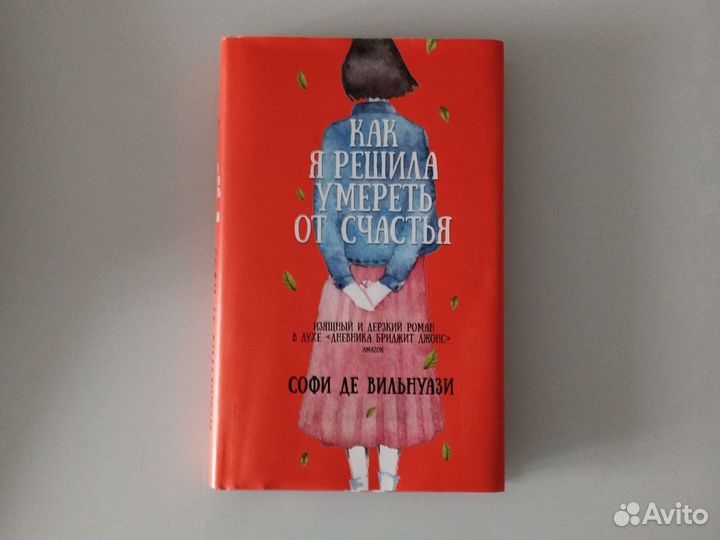 КАК
Я РЕШИЛА
УМЕРЕТЬ
ОТ СЧАСТЬЯ
ИЗЯЩНЫЙ И ДЕРЗКИЙ РОМАН
В ДУХЕ «ДНЕВНИКА БРИДЖИТ ДЖОНС»
AMAZON
СОФИ ДЕ ВИЛЬНУАЗИ
Avito